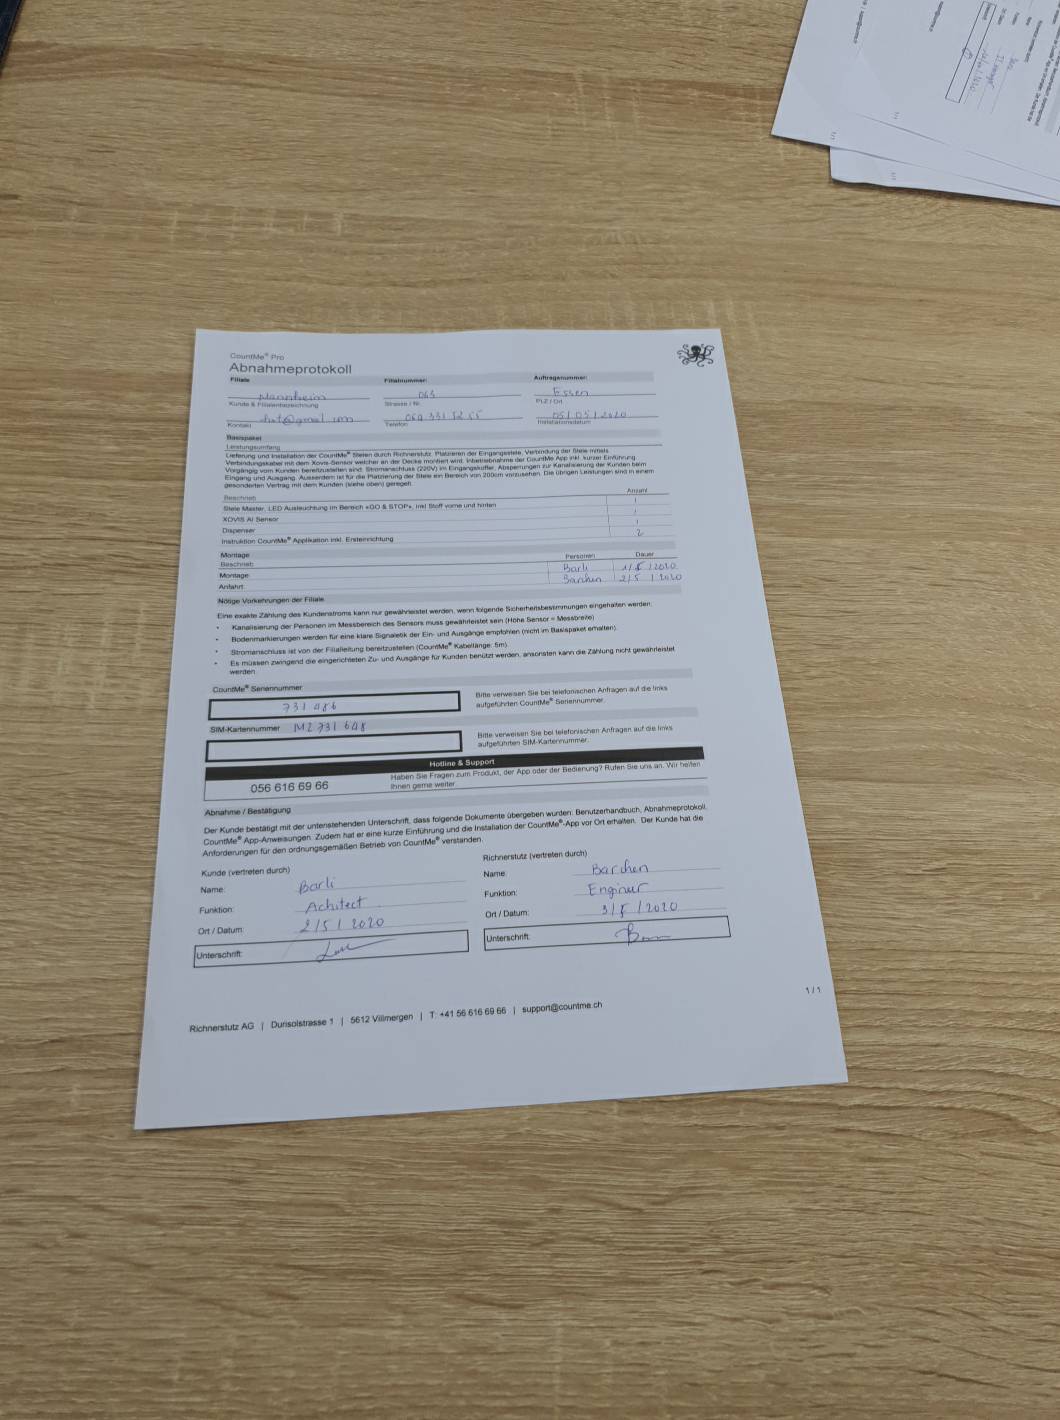 CountMe® Pro
Abnahmeprotokoll
Filiale Filialnummer: Auftragsnummer:
Mannheim 065 Essen
Kunde & Filialenbezeichnung Strasse / Nr. PLZ / Ort
@gmail.com 069 331 52 55 05/05/2020
Kontakt Telefon Installationsdatum
Basispaket
Leistungsumfang
Lieferung und Installation der CountMe® Stelen durch Richnerstutz. Platzieren der Eingangsstele, Verbindung der Stele mittels
Verbindungskabel mit dem Xovis-Sensor welcher an der Decke montiert wird. Inbetriebnahme der CountMe App inkl. kurzer Einführung.
Vorgängig vom Kunden bereitzustellen sind: Stromanschluss (220V) im Eingangskoffer, Absperrungen zur Kanalisierung der Kunden beim
Eingang und Ausgang. Ausserdem ist für die Platzierung der Stele ein Bereich von 200cm vorzusehen. Die übrigen Leistungen sind in einem
gesonderten Vertrag mit dem Kunden (siehe oben) geregelt.
Beschrieb Anzahl
Stele Master, LED Ausleuchtung im Bereich «GO & STOP», inkl Stoff vorne und hinten 1
XOVIS AI Sensor 1
Dispenser 1
Instruktion CountMe® Applikation inkl. Ersteinrichtung 2
Montage
Beschrieb Personen Dauer
Montage Barli 1/5/2020
Anfahrt Barchen 2/5/2020
Nötige Vorkehrungen der Filiale
Eine exakte Zählung des Kundenstroms kann nur gewährleistet werden, wenn folgende Sicherheitsbestimmungen eingehalten werden:
• Kanalisierung der Personen im Messbereich des Sensors muss gewährleistet sein (Höhe Sensor = Messbreite)
• Bodenmarkierungen werden für eine klare Signaletik der Ein- und Ausgänge empfohlen (nicht im Basispaket erhalten).
• Stromanschluss ist von der Filialleitung bereitzustellen (CountMe® Kabellänge: 5m)
• Es müssen zwingend die eingerichteten Zu- und Ausgänge für Kunden benützt werden, ansonsten kann die Zählung nicht gewährleistet
werden.
CountMe® Seriennummer
731 486
Bitte verweisen Sie bei telefonischen Anfragen auf die links
aufgeführten CountMe® Seriennummer.
SIM-Kartennummer M2 731 648
Bitte verweisen Sie bei telefonischen Anfragen auf die links
aufgeführten SIM-Kartennummer.
Hotline & Support
056 616 69 66
Haben Sie Fragen zum Produkt, der App oder der Bedienung? Rufen Sie uns an. Wir helfen
Ihnen gerne weiter.
Abnahme / Bestätigung
Der Kunde bestätigt mit der untenstehenden Unterschrift, dass folgende Dokumente übergeben wurden: Benutzerhandbuch, Abnahmeprotokoll,
CountMe® App-Anweisungen. Zudem hat er eine kurze Einführung und die Installation der CountMe®-App vor Ort erhalten. Der Kunde hat die
Anforderungen für den ordnungsgemäßen Betrieb von CountMe® verstanden.
Kunde (vertreten durch)
Name: Barli
Funktion: Achitect
Ort / Datum: 2/5/2020
Unterschrift:
Richnerstutz (vertreten durch)
Name: Barchen
Funktion: Enginer
Ort / Datum: 3/5/2020
Unterschrift:
1 / 1
Richnerstutz AG | Durisolstrasse 1 | 5612 Villmergen | T: +41 56 616 69 66 | support@countme.ch